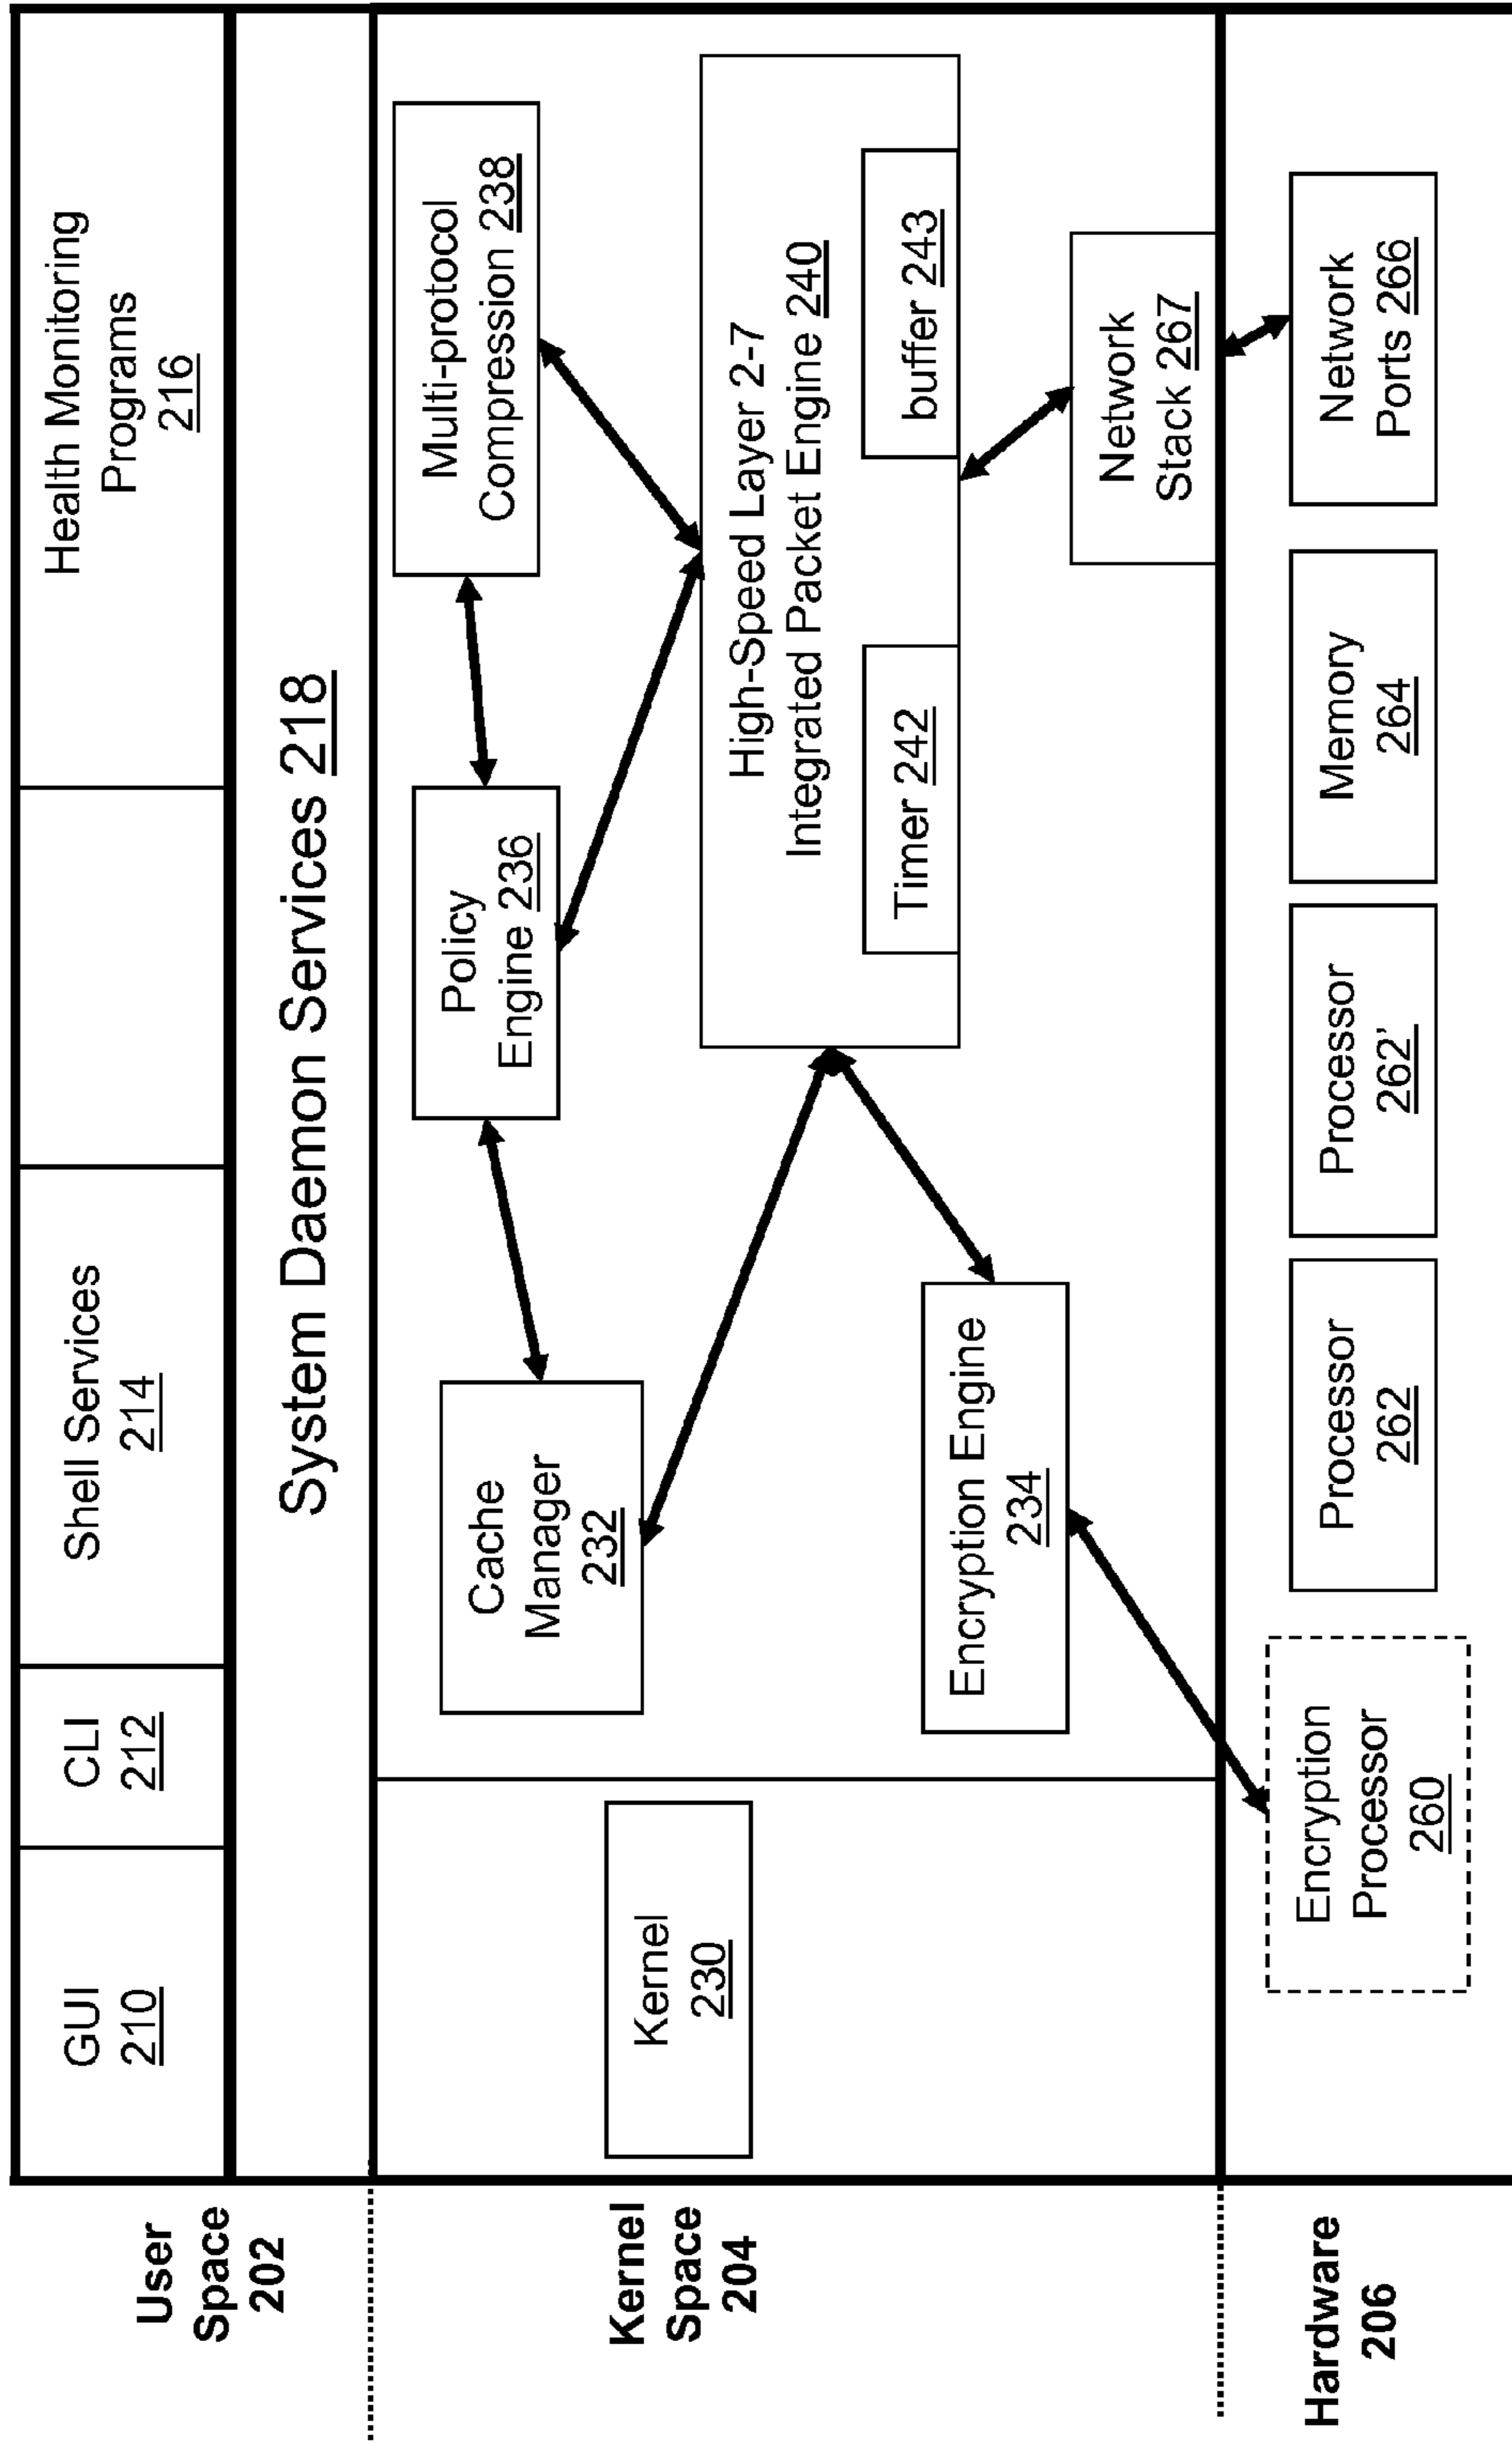 User
Space
202
GUI
210
CLI
212
Shell Services
214
Health Monitoring
Programs
216
System Daemon Services 218
Kernel
Space
204
Kernel
230
Cache
Manager
232
Policy
Engine 236
Multi-protocol
Compression 238
High-Speed Layer 2-7
Integrated Packet Engine 240
Timer 242
buffer 243
Encryption Engine
234
Network
Stack 267
Hardware
206
Encryption
Processor
260
Processor
262
Processor
262’
Memory
264
Network
Ports 266